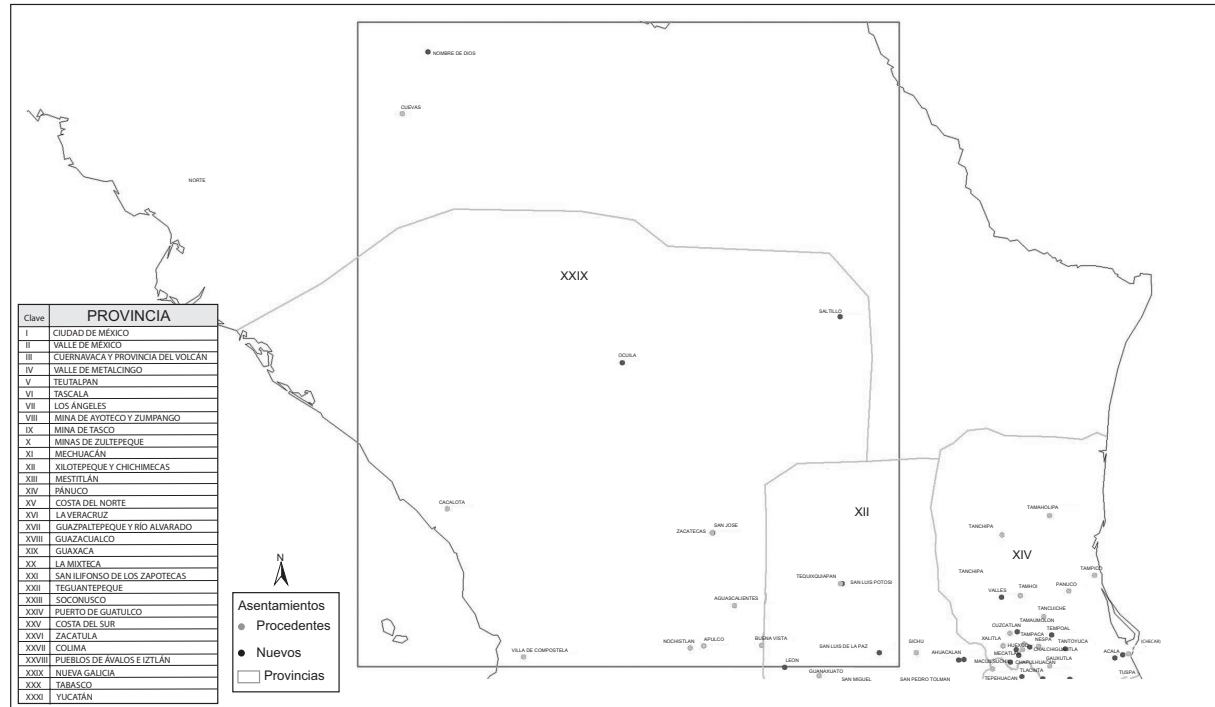 NOMBRE DE DIOS
CUEVAS
NORTE
XXIX
SALTILLO
OCUILA
Clave PROVINCIA
I CIUDAD DE MÉXICO
II VALLE DE MÉXICO
III CUERNAVACA Y PROVINCIA DEL VOLCÁN
IV VALLE DE METALCINGO
V TEUTALPAN
VI TASCALA
VII LOS ÁNGELES
VIII MINA DE AYOTECO Y ZUMPANGO
IX MINA DE TASCO
X MINAS DE ZULTEPEQUE
XI MECHUACÁN
XII XILOTEPEQUE Y CHICHIMECAS
XIII MESTITLÁN
XIV PÁNUCO
XV COSTA DEL NORTE
XVI LA VERACRUZ
XVII GUAZPALTEPEQUE Y RÍO ALVARADO
XVIII GUAZACUALCO
XIX GUAXACA
XX LA MIXTECA
XXI SAN ILIFONSO DE LOS ZAPOTECAS
XXII TEGUANTEPEQUE
XXIII SOCONUSCO
XXIV PUERTO DE GUATULCO
XXV COSTA DEL SUR
XXVI ZACATULA
XXVII COLIMA
XXVIII PUEBLOS DE ÁVALOS E IZTLÁN
XXIX NUEVA GALICIA
XXX TABASCO
XXXI YUCATÁN
N
Asentamientos
Procedentes
Nuevos
Provincias
CACALOTA
ZACATECAS
SAN JOSE
XII
TEQUIXQUIAPAN
SAN LUIS POTOSI
AGUASCALIENTES
NOCHISTLAN
APULCO
BUENA VISTA
VILLA DE COMPOSTELA
LEON
GUANAXUATO
SAN LUIS DE LA PAZ
SICHU
SAN MIGUEL
SAN PEDRO TOLMAN
TAMAHOLIPA
TANCHIPA
XIV
TANCHIPA
TAMPICO
VALLES
TAMHOI
PANUCO
TANCUICHE
TAMAUMOLON
CUZCATLAN
TAMPACA
TEMPOAL
XALITLA
NESPA
TANTOYUCA
(CHECAR)
CHALCHIGUAUTLA
ACALA
AHUACALAN
CHAPULHUACAN
GAUXUTLA
TLACINTA
TEPEHUACAN
TUSPA